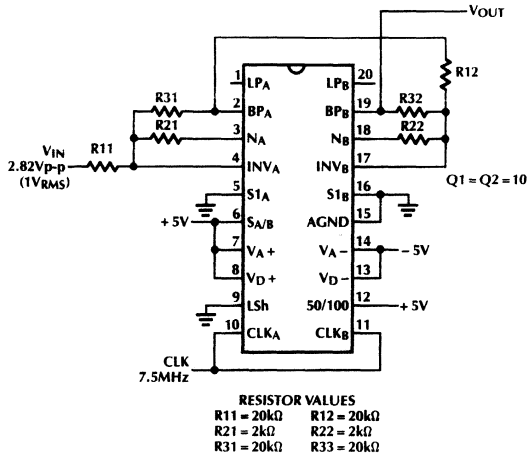 VOUT
R12
1 LPA LPB 20
R31 2 BPA BPB 19 R32
R21 3 NA NB 18 R22
VIN
2.82Vp-p
(1VRMS)
R11 4 INVA INVB 17
Q1 = Q2 = 10
5 S1A S1B 16
+5V 6 SA/B AGND 15
7 VA+ VA− 14 −5V
8 VD+ VD− 13
9 LSh 50/100 12 +5V
10 CLKA CLKB 11
CLK
7.5MHz
RESISTOR VALUES
R11 = 20kΩ R12 = 20kΩ
R21 = 2kΩ R22 = 2kΩ
R31 = 20kΩ R33 = 20kΩ